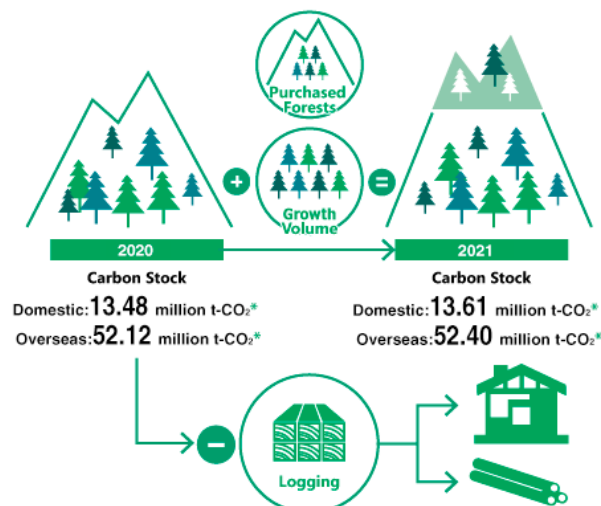 Purchased
Forests
+
=
Growth
Volume
2020
2021
Carbon Stock
Domestic:13.48 million t-CO₂*
Overseas:52.12 million t-CO₂*
Carbon Stock
Domestic:13.61 million t-CO₂*
Overseas:52.40 million t-CO₂*
−
Logging